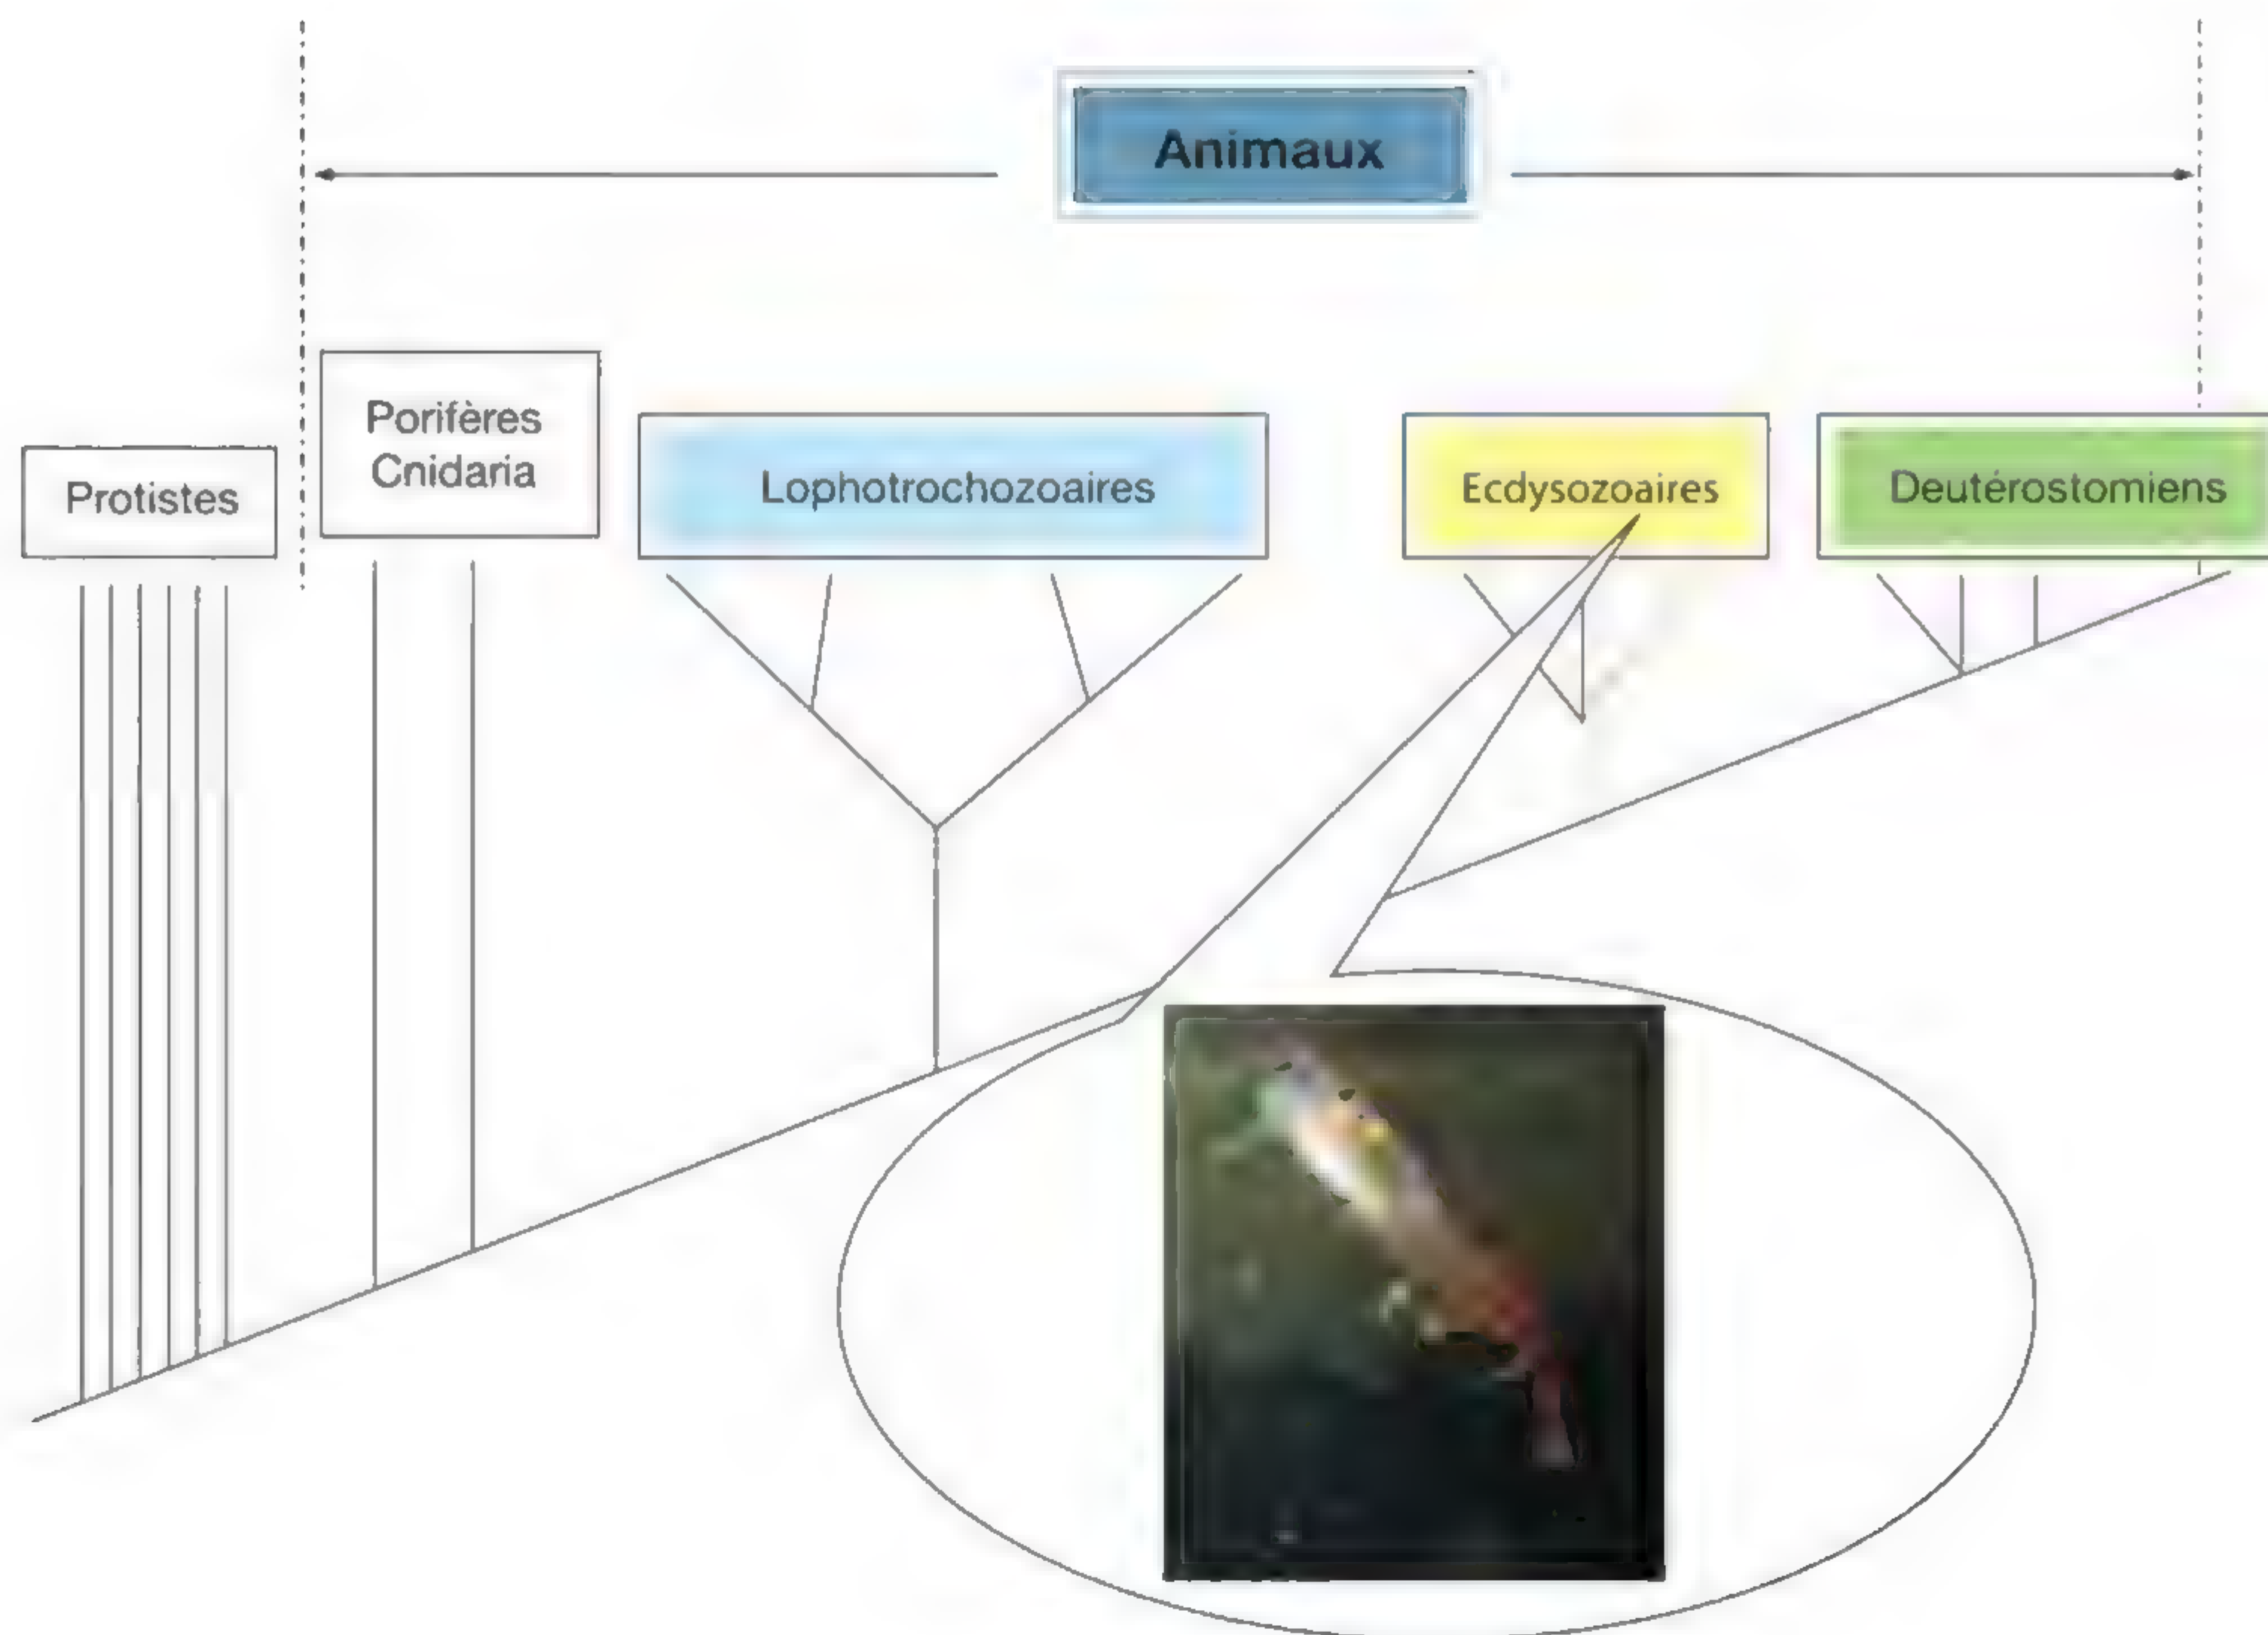 Animaux
Porifères
Cnidaria
Protistes
Lophotrochozoaires
Ecdysozoaires
Deutérostomiens